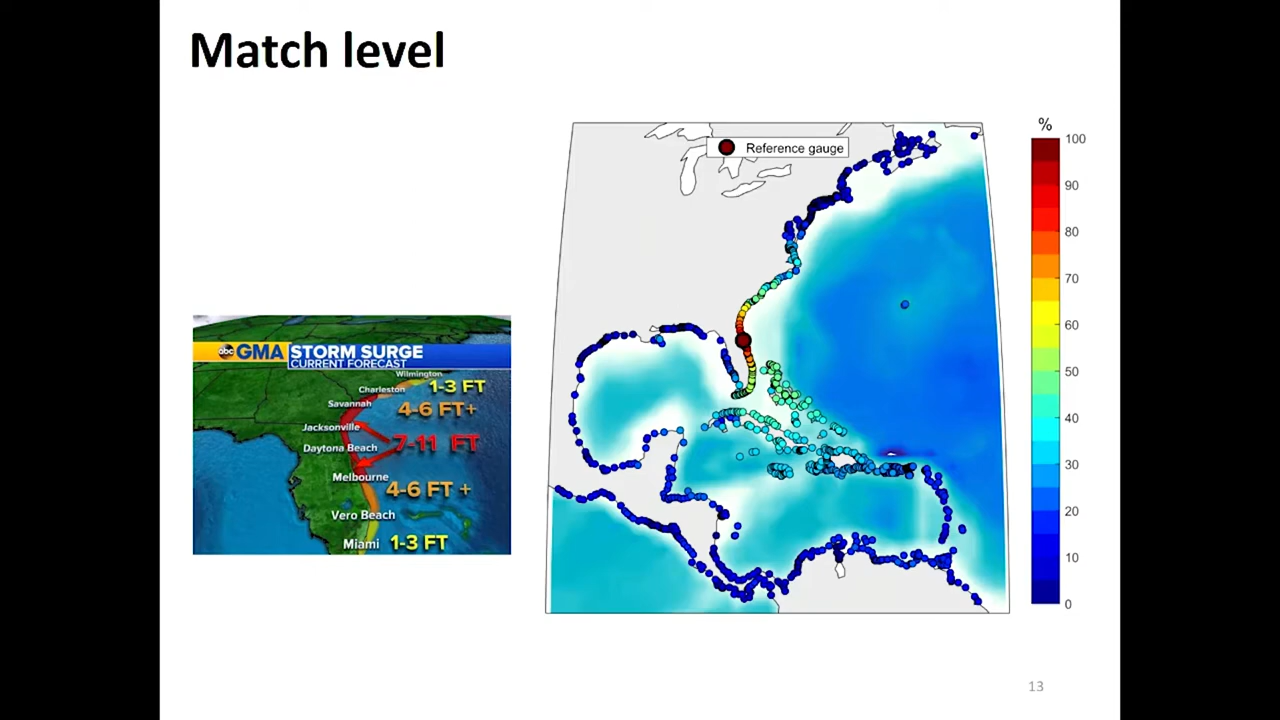 Match level
%
Reference gauge
100
90
80
70
60
50
40
30
20
10
0
abc GMA STORM SURGE
CURRENT FORECAST
Wilmington
1-3 FT
Charleston
Savannah
4-6 FT+
Jacksonville
7-11 FT
Daytona Beach
Melbourne
4-6 FT +
Vero Beach
Miami 1-3 FT
13